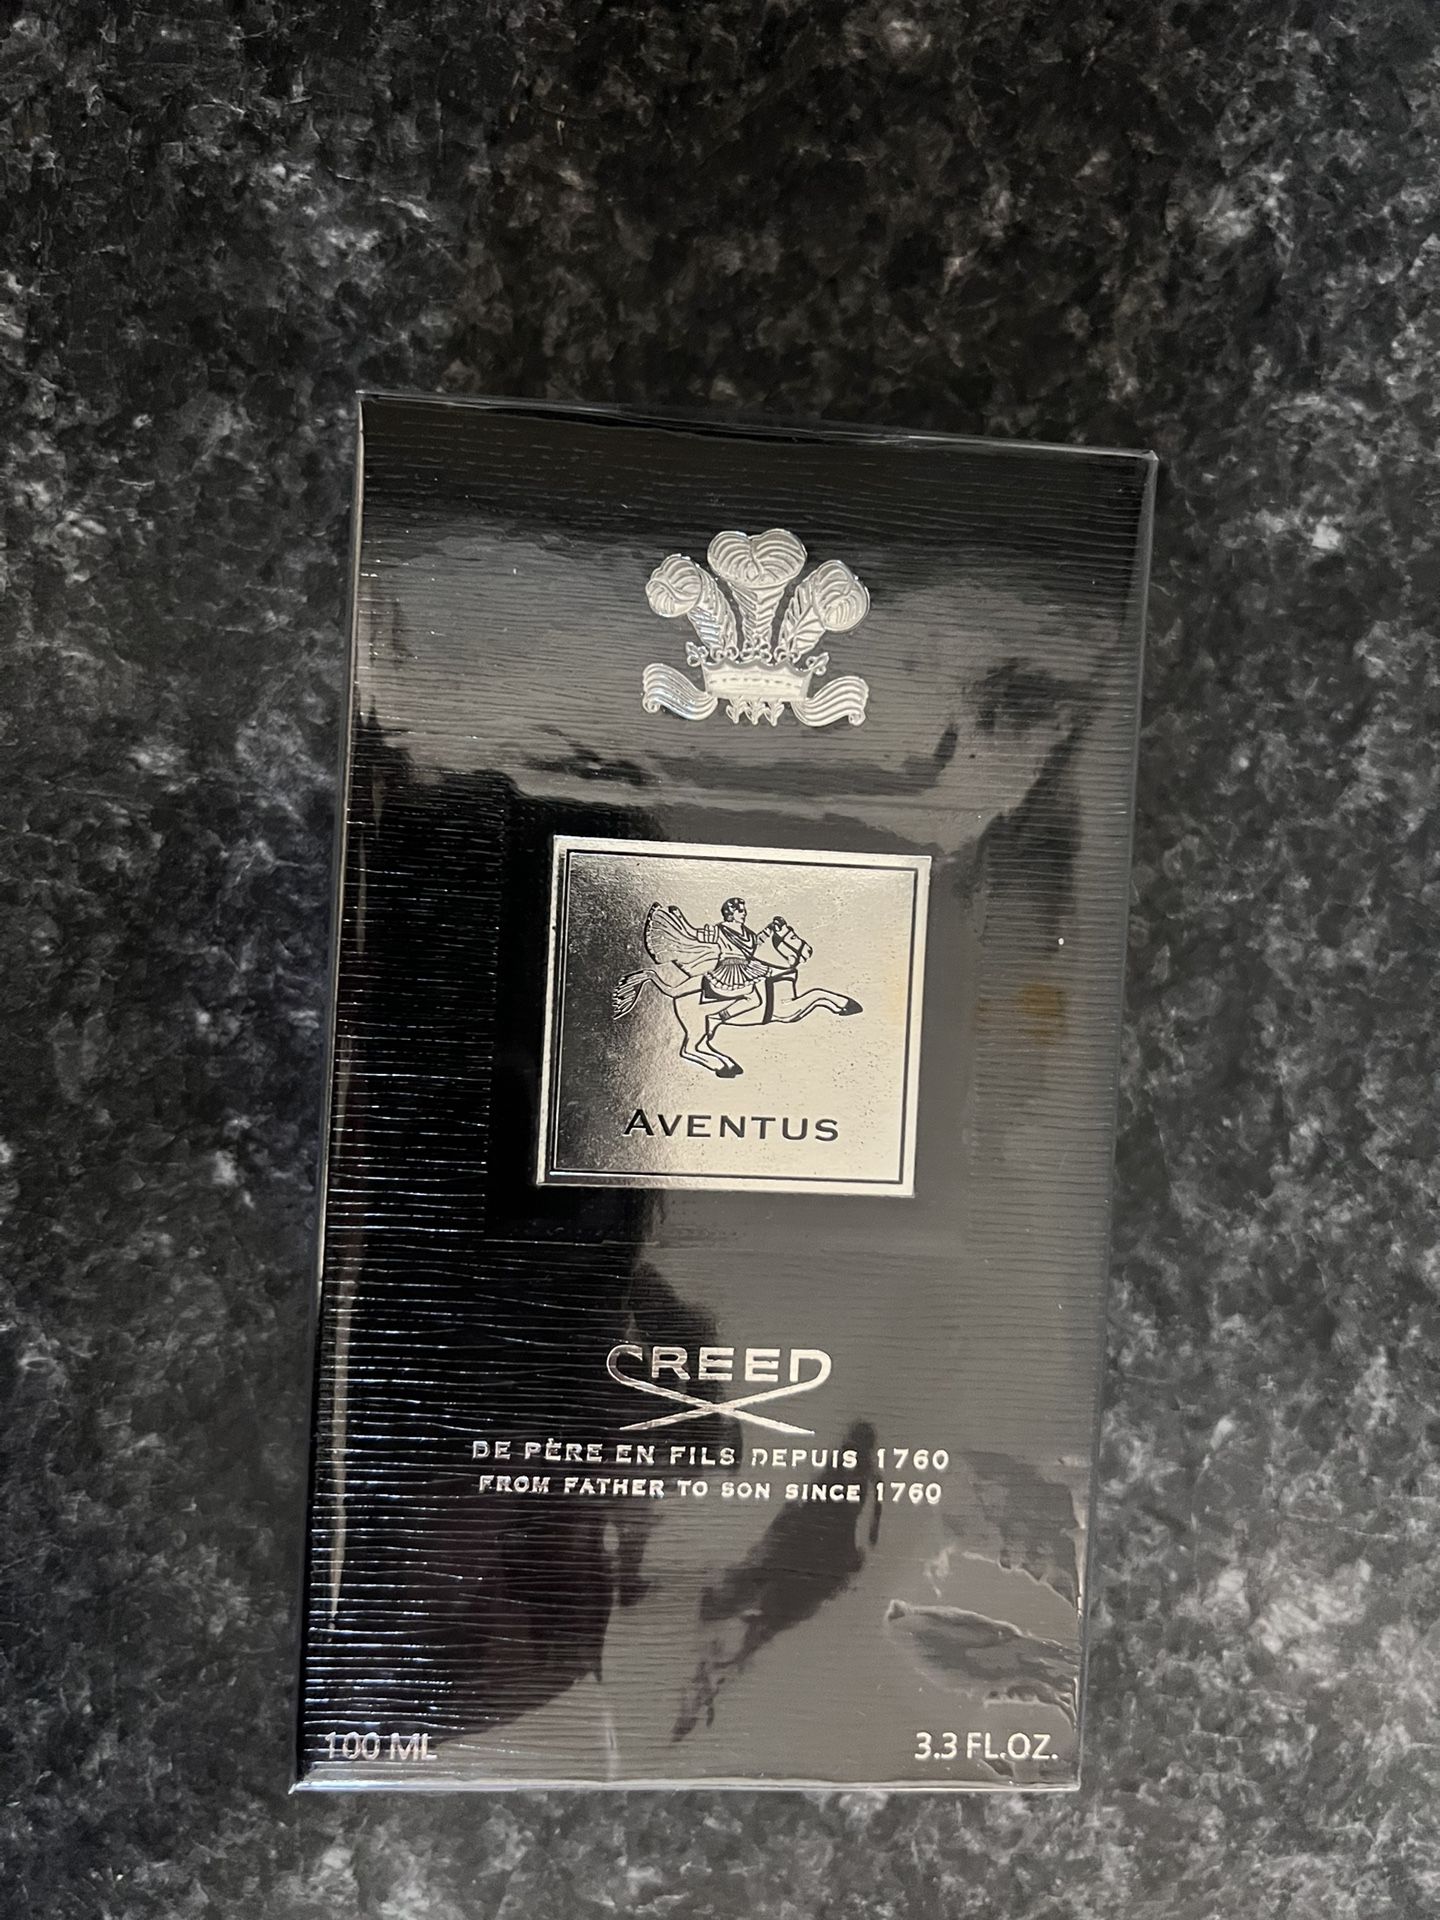 AVENTUS
CREED
DE PÈRE EN FILS DEPUIS 1760
FROM FATHER TO SON SINCE 1760
100 ML
3.3 FL.OZ.